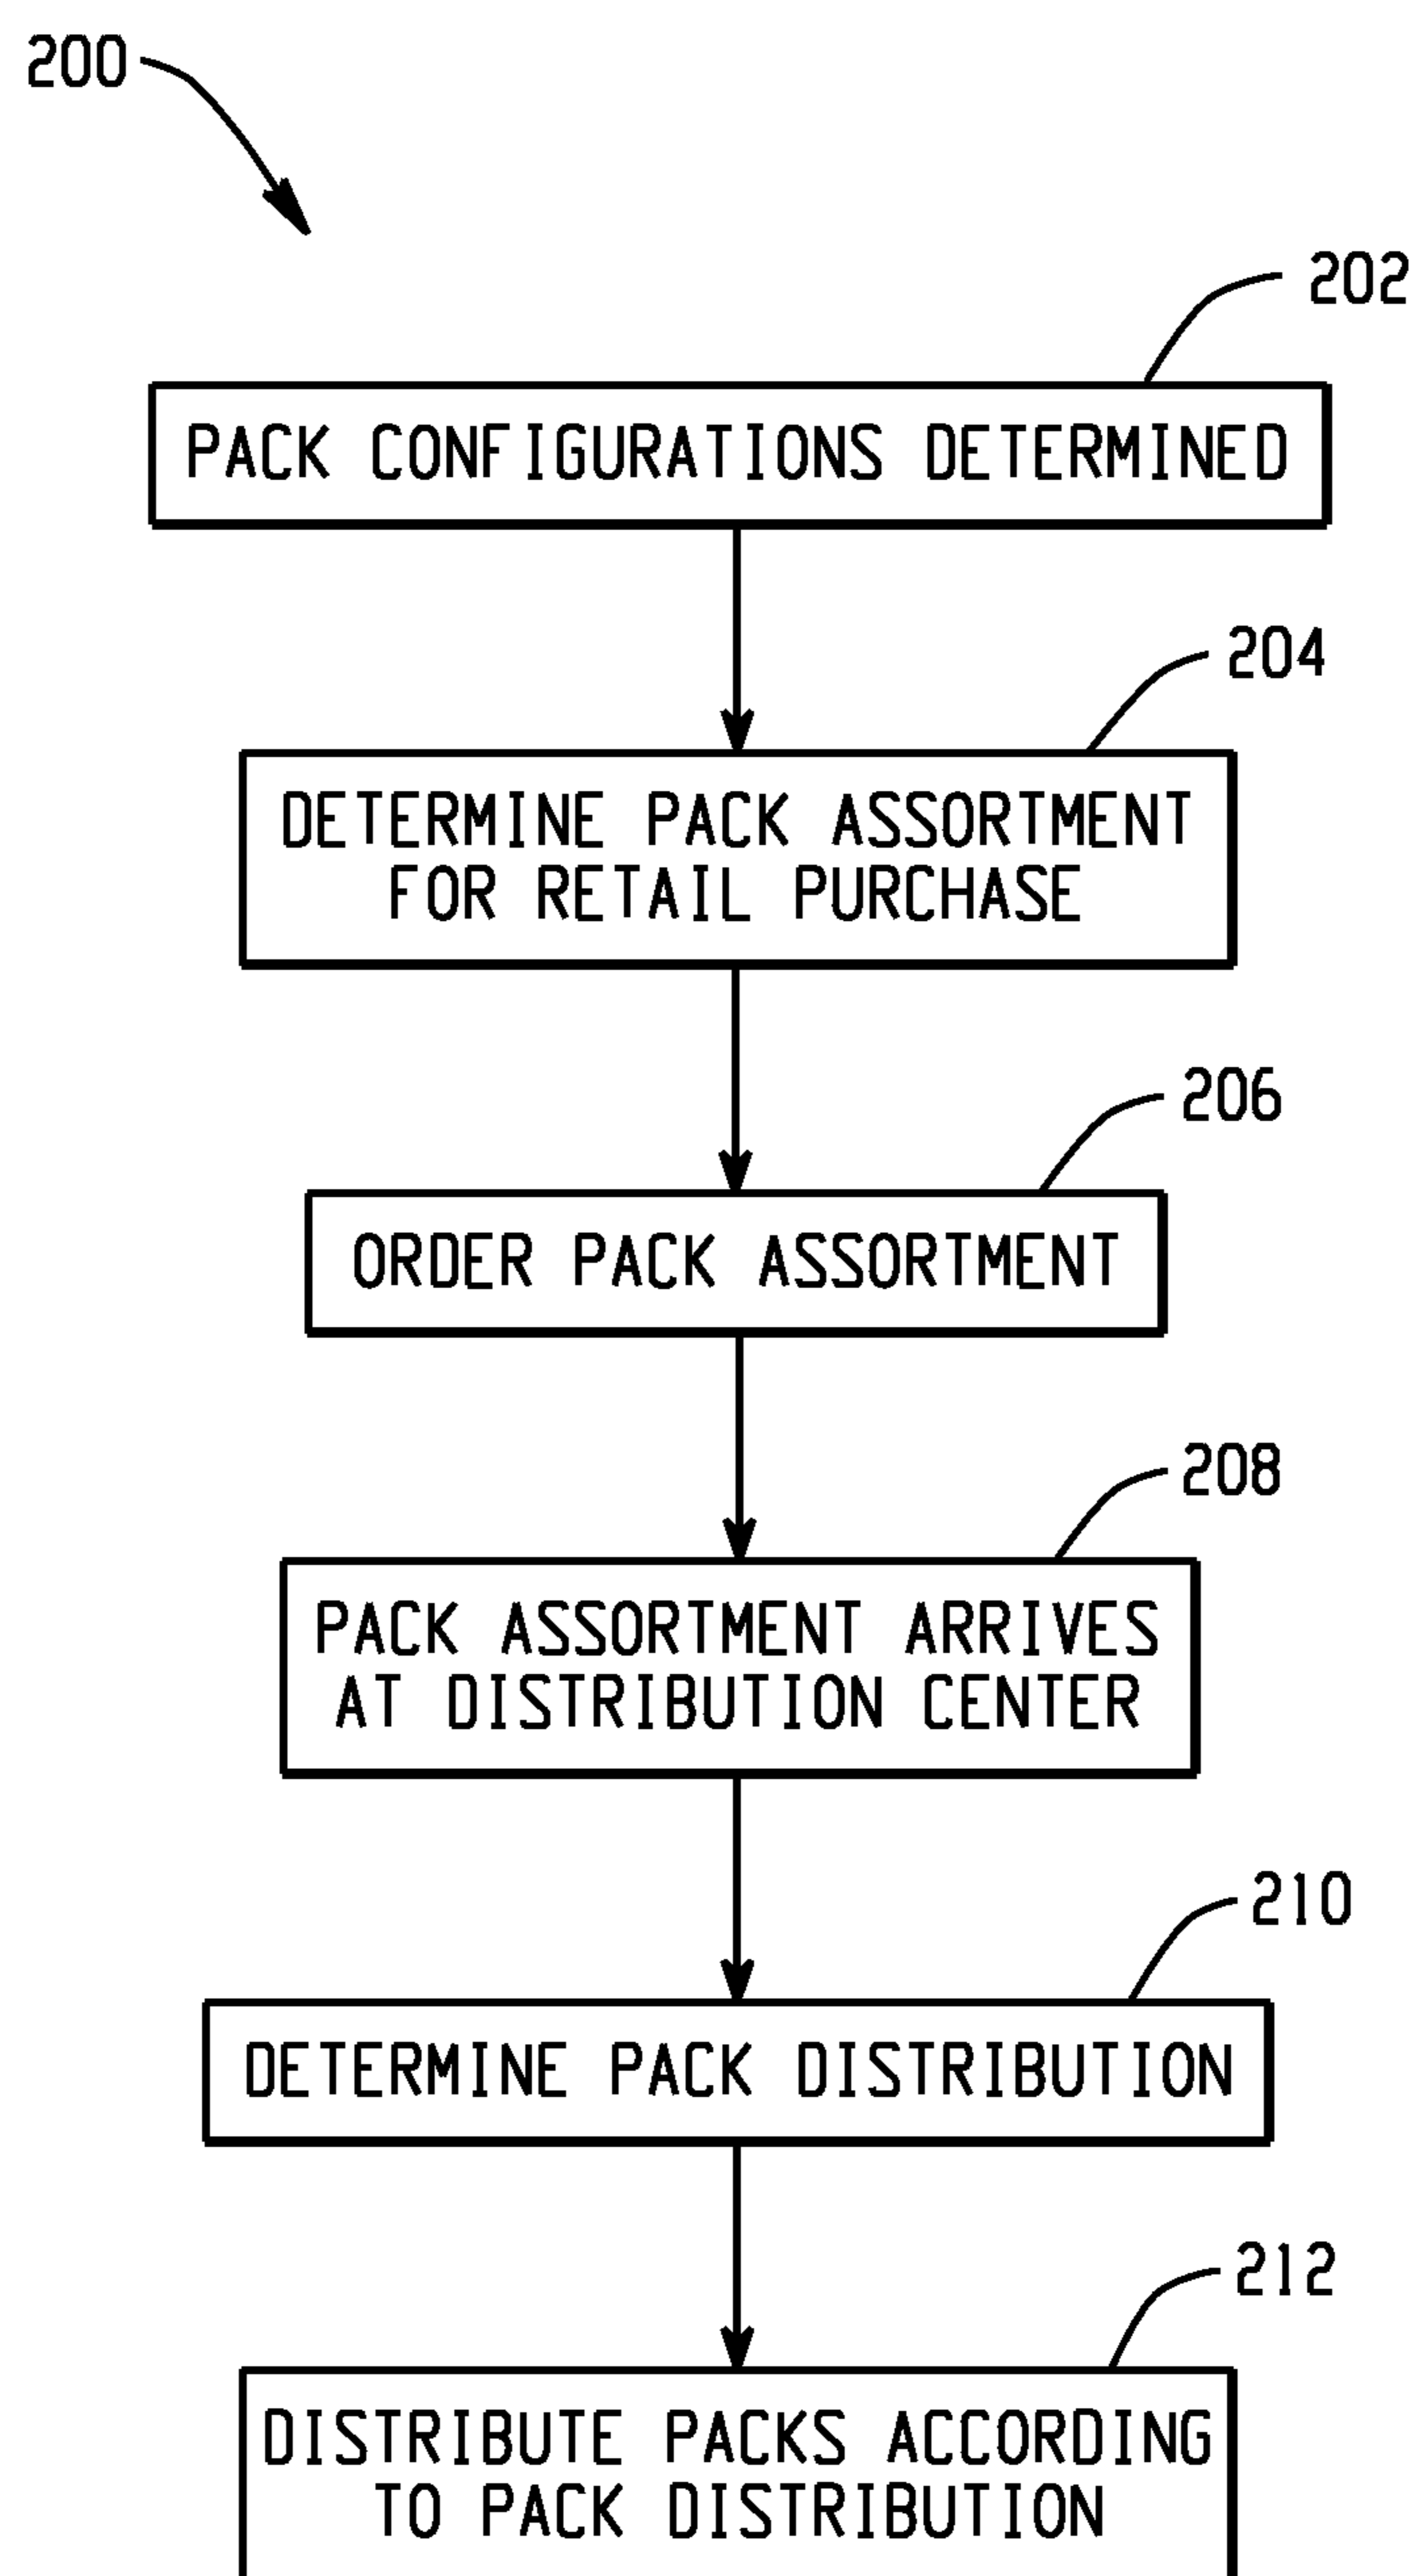 200
202
PACK CONFIGURATIONS DETERMINED
204
DETERMINE PACK ASSORTMENT
FOR RETAIL PURCHASE
206
ORDER PACK ASSORTMENT
208
PACK ASSORTMENT ARRIVES
AT DISTRIBUTION CENTER
210
DETERMINE PACK DISTRIBUTION
212
DISTRIBUTE PACKS ACCORDING
TO PACK DISTRIBUTION